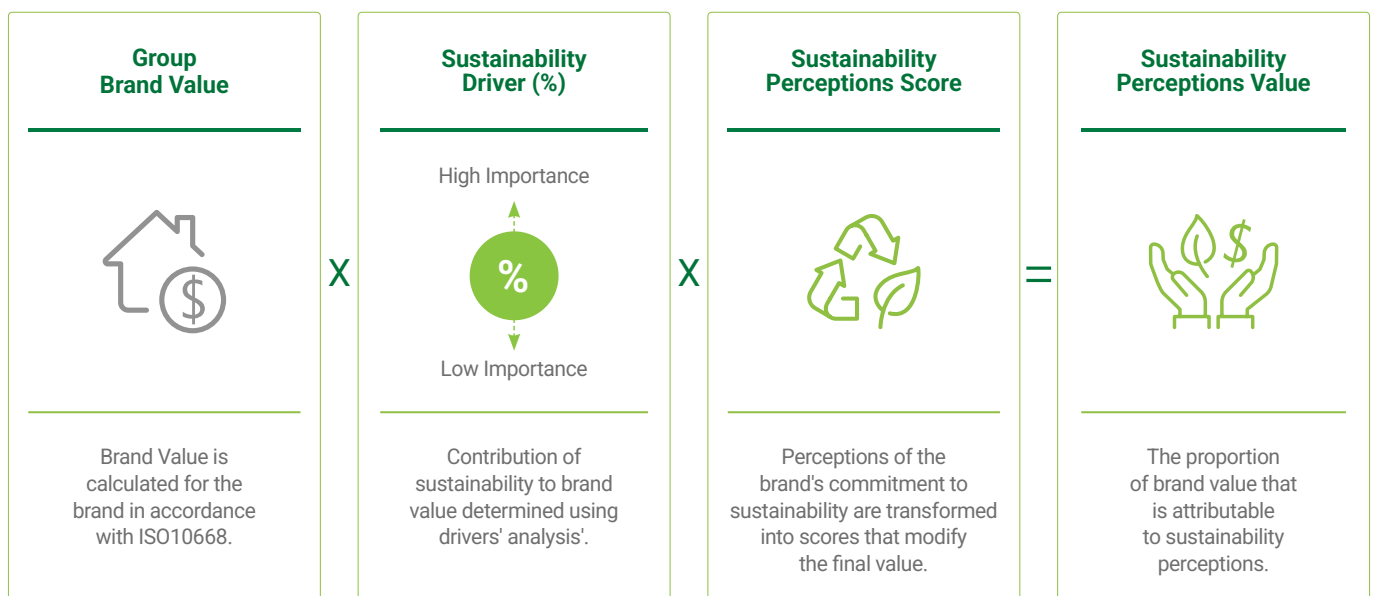 Group
Brand Value
$
Brand Value is
calculated for the
brand in accordance
with ISO10668.
X
Sustainability
Driver (%)
High Importance
%
Low Importance
Contribution of
sustainability to brand
value determined using
drivers' analysis'.
X
Sustainability
Perceptions Score
Perceptions of the
brand's commitment to
sustainability are transformed
into scores that modify
the final value.
=
Sustainability
Perceptions Value
$
The proportion
of brand value that
is attributable
to sustainability
perceptions.